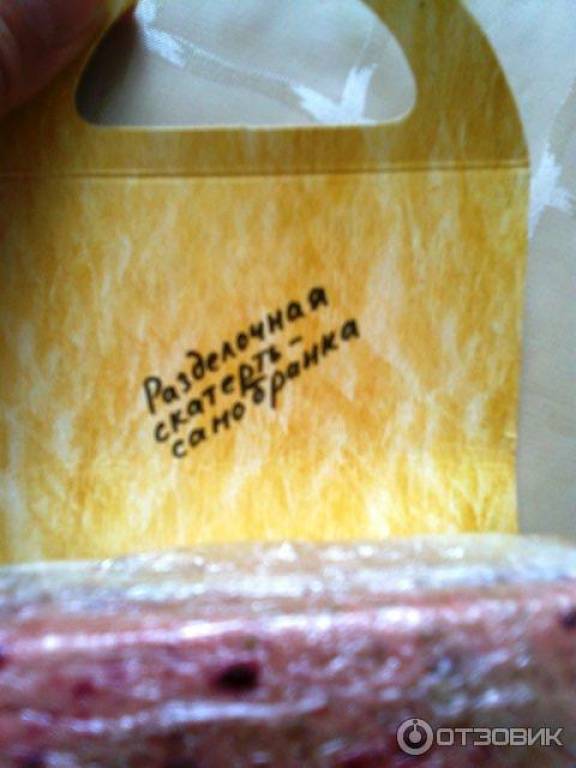 Разделочная
скатерть-
самобранка
ОТЗОВИК